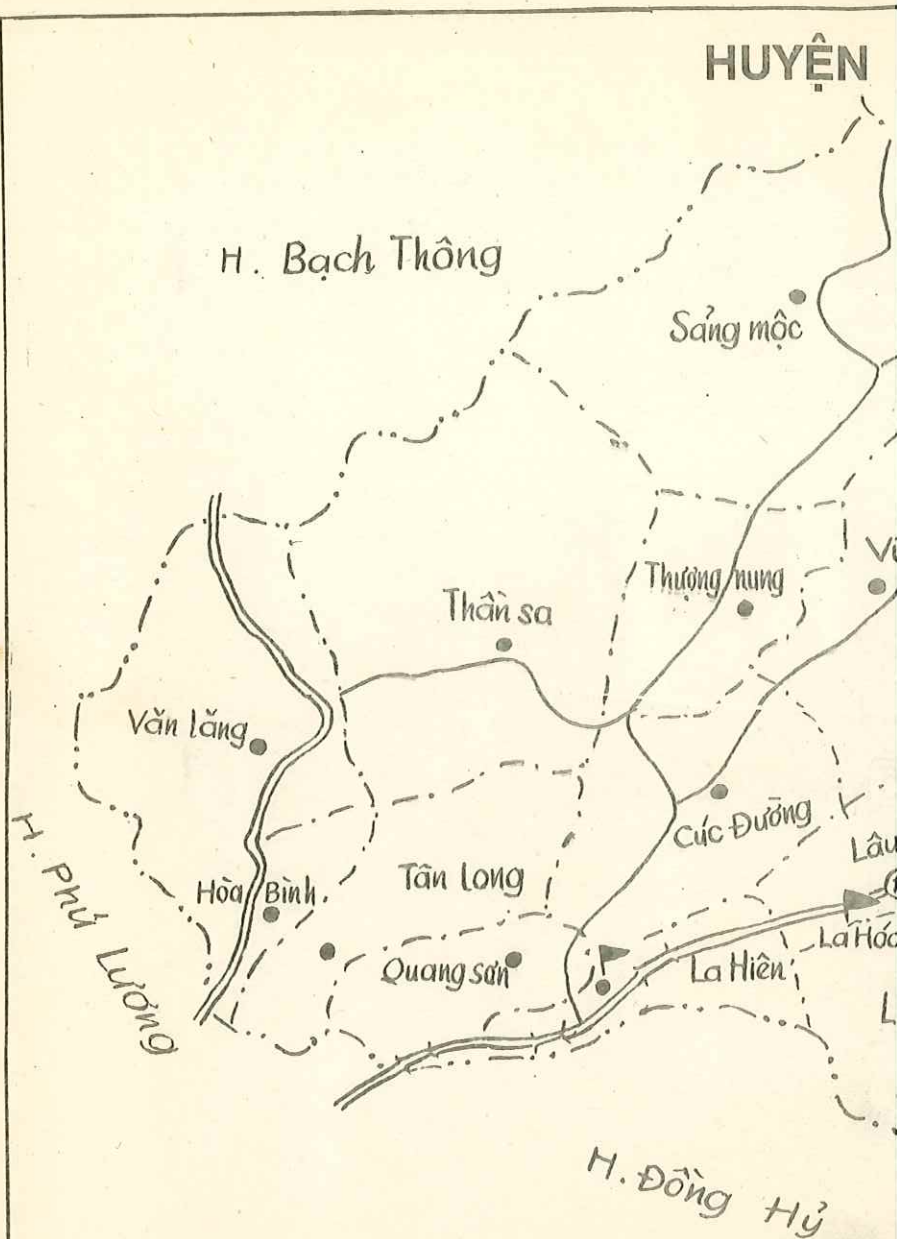 HUYỆN
H. Bạch Thông
Sảng mộc
Thượng nung
Thần sa
Văn lăng
Cúc Đường
Tân long
Hòa Bình
Quang sơn
La Hiên
H. Phú Lương
H. Đồng Hỷ